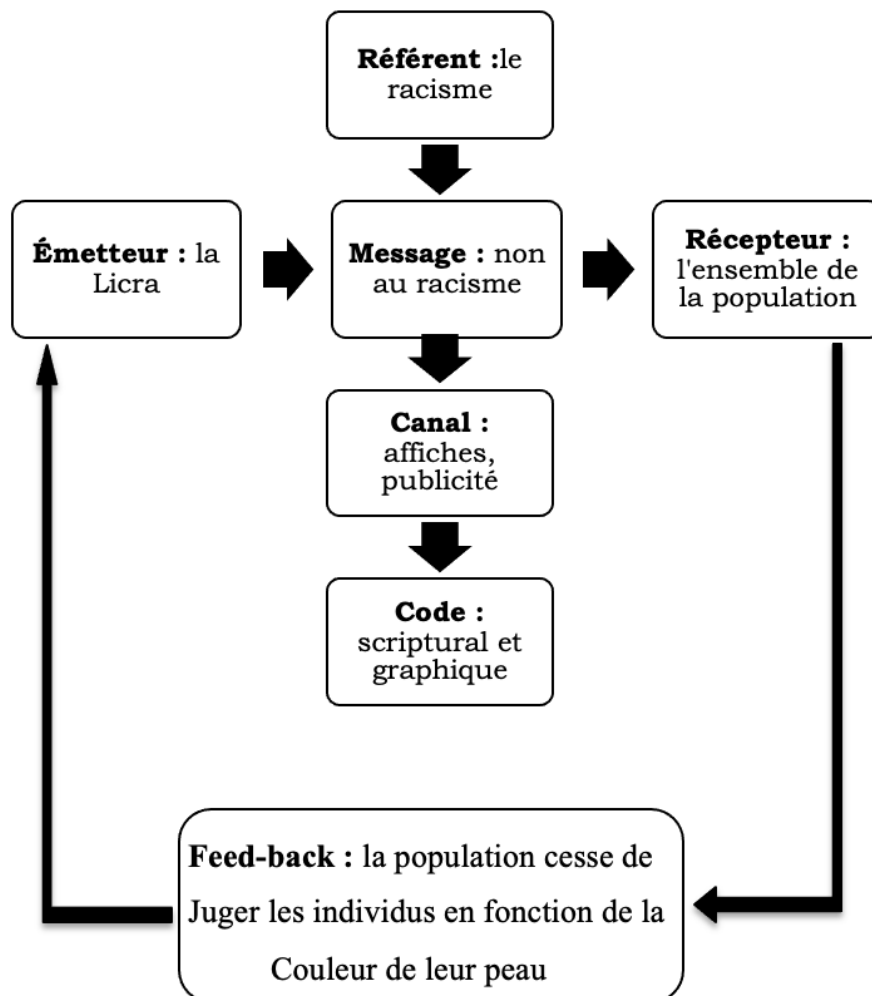 Référent :le
racisme
Émetteur : la
Licra
Message : non
au racisme
Récepteur :
l'ensemble de
la population
Canal :
affiches,
publicité
Code :
scriptural et
graphique
Feed-back : la population cesse de
Juger les individus en fonction de la
Couleur de leur peau